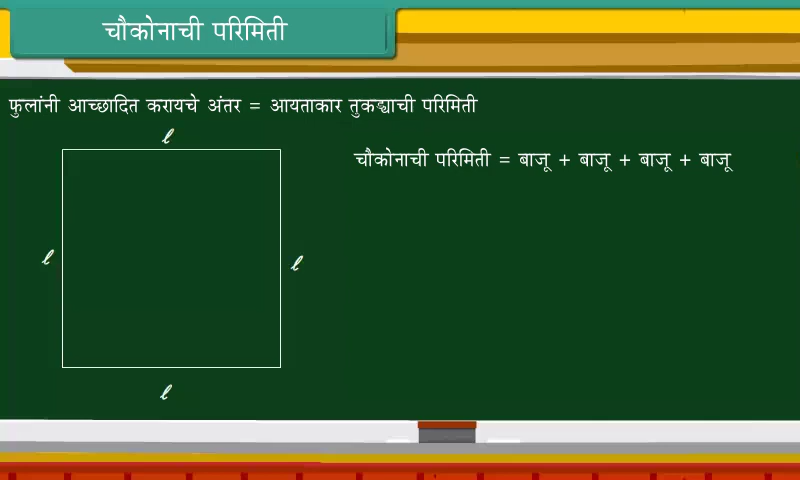 चौकोनाची परिमिती
फुलांनी आच्छादित करायचे अंतर = आयताकार तुकड्याची परिमिती
ℓ
चौकोनाची परिमिती = बाजू + बाजू + बाजू + बाजू
ℓ
ℓ
ℓ